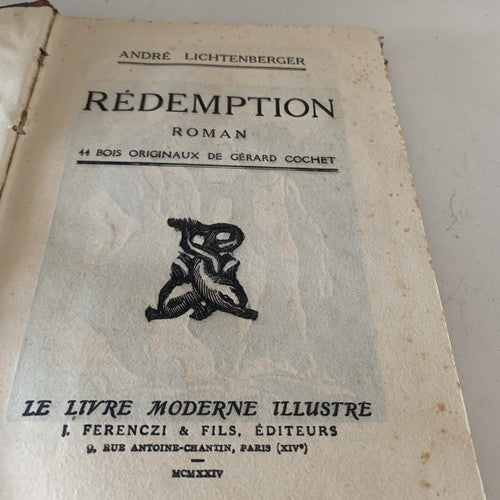 ANDRÉ LICHTENBERGER
RÉDEMPTION
ROMAN
44 BOIS ORIGINAUX DE GÉRARD COCHET
LE LIVRE MODERNE ILLUSTRE
J. FERENCZI & FILS, ÉDITEURS
9, RUE ANTOINE-CHANTIN, PARIS (XIVᵉ)
MCMXXIV